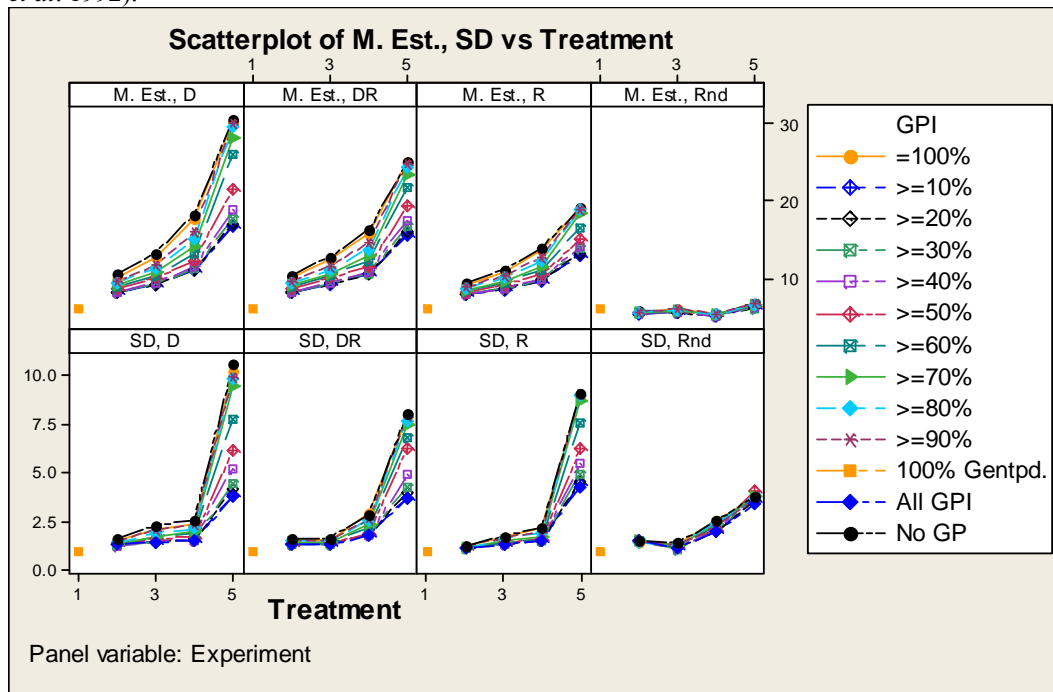 et al. 1992).
Scatterplot of M. Est., SD vs Treatment
1 3 5 1 3 5
M. Est., D M. Est., DR M. Est., R M. Est., Rnd
30
20
10
SD, D SD, DR SD, R SD, Rnd
10.0
7.5
5.0
2.5
0.0
1 3 5 1 3 5
Treatment
Panel variable: Experiment
GPI
=100%
>=10%
>=20%
>=30%
>=40%
>=50%
>=60%
>=70%
>=80%
>=90%
100% Gentpd.
All GPI
No GP